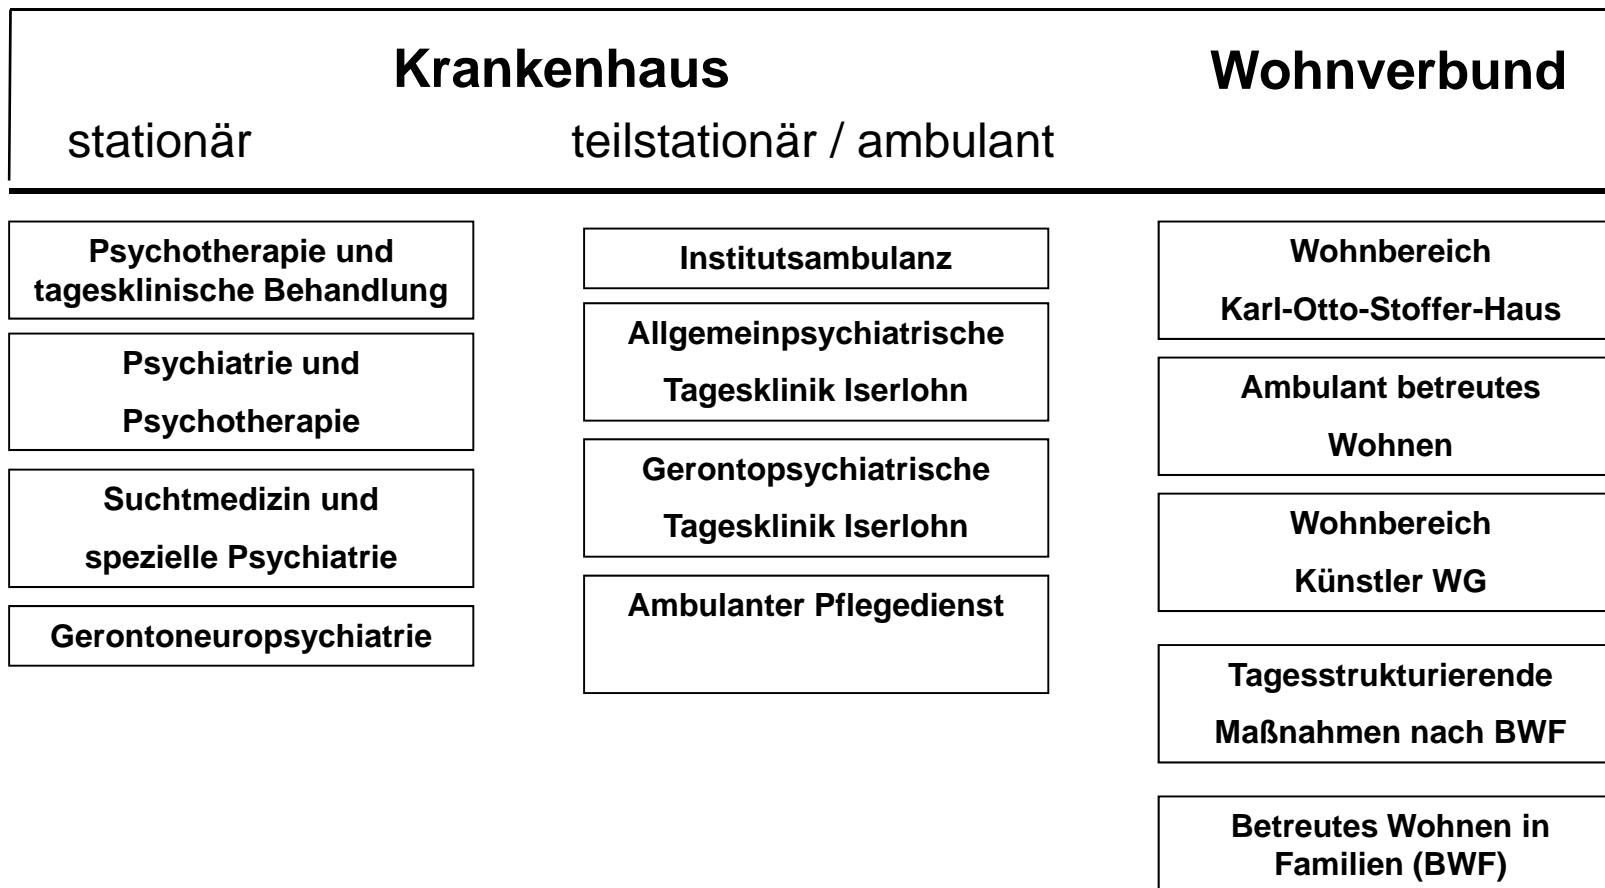 Krankenhaus
Wohnverbund
stationär
teilstationär / ambulant
Psychotherapie und
tagesklinische Behandlung
Psychiatrie und
Psychotherapie
Suchtmedizin und
spezielle Psychiatrie
Gerontoneuropsychiatrie
Institutsambulanz
Allgemeinpsychiatrische
Tagesklinik Iserlohn
Gerontopsychiatrische
Tagesklinik Iserlohn
Ambulanter Pflegedienst
Wohnbereich
Karl-Otto-Stoffer-Haus
Ambulant betreutes
Wohnen
Wohnbereich
Künstler WG
Tagesstrukturierende
Maßnahmen nach BWF
Betreutes Wohnen in
Familien (BWF)